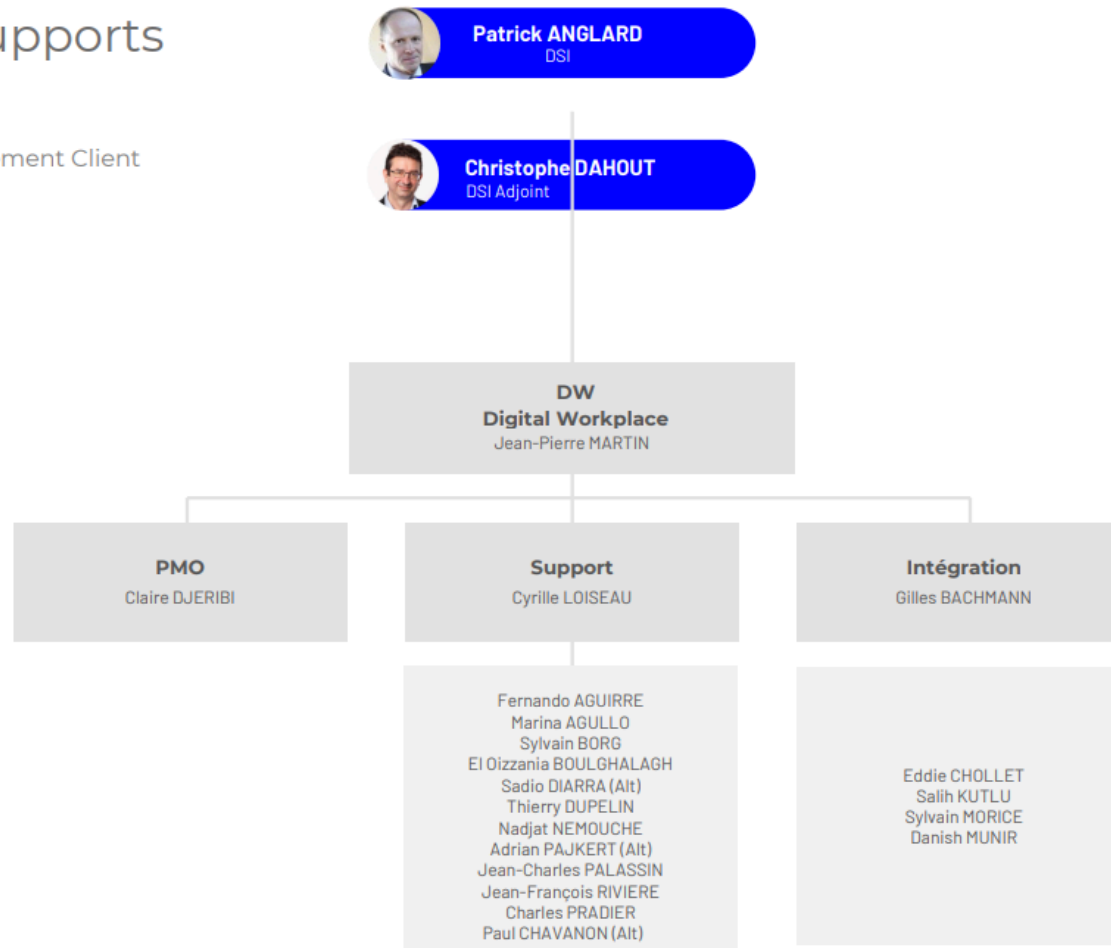 upports
ment Client
Patrick ANGLARD
DSI
Christophe DAHOUT
DSI Adjoint
DW
Digital Workplace
Jean-Pierre MARTIN
PMO
Claire DJERIBI
Support
Cyrille LOISEAU
Intégration
Gilles BACHMANN
Fernando AGUIRRE
Marina AGULLO
Sylvain BORG
El Oizzania BOULGHALAGH
Sadio DIARRA (Alt)
Thierry DUPELIN
Nadjat NEMOUCHE
Adrian PAJKERT (Alt)
Jean-Charles PALASSIN
Jean-François RIVIERE
Charles PRADIER
Paul CHAVANON (Alt)
Eddie CHOLLET
Salih KUTLU
Sylvain MORICE
Danish MUNIR